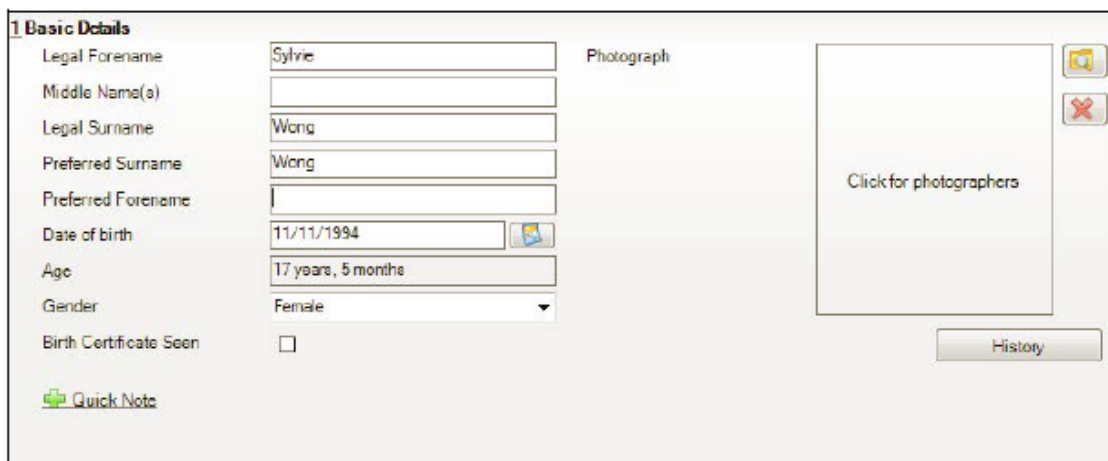 1 Basic Details
Legal Forename Sylvie Photograph
Middle Name(s)
Legal Surname Wong
Preferred Surname Wong
Click for photographers
Preferred Forename
Date of birth 11/11/1994
Age 17 years, 5 months
Gender Female
Birth Certificate Seen History
Quick Note